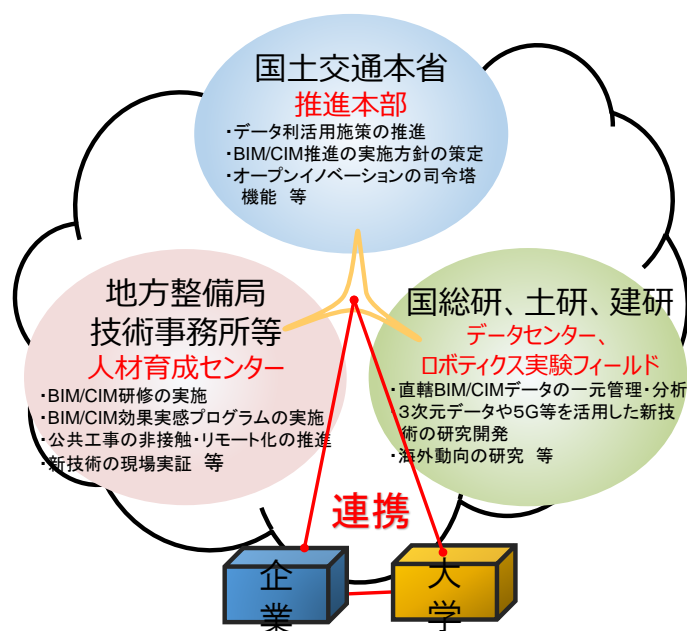 国土交通本省
推進本部
・データ利活用施策の推進
・BIM/CIM推進の実施方針の策定
・オープンイノベーションの司令塔
機能 等
地方整備局
技術事務所等
人材育成センター
・BIM/CIM研修の実施
・BIM/CIM効果実感プログラムの実施
・公共工事の非接触・リモート化の推進
・新技術の現場実証 等
国総研、土研、建研
データセンター、
ロボティクス実験フィールド
・直轄BIM/CIMデータの一元管理・分析
・3次元データや5G等を活用した新技
術の研究開発
・海外動向の研究 等
連携
企
業
大
学